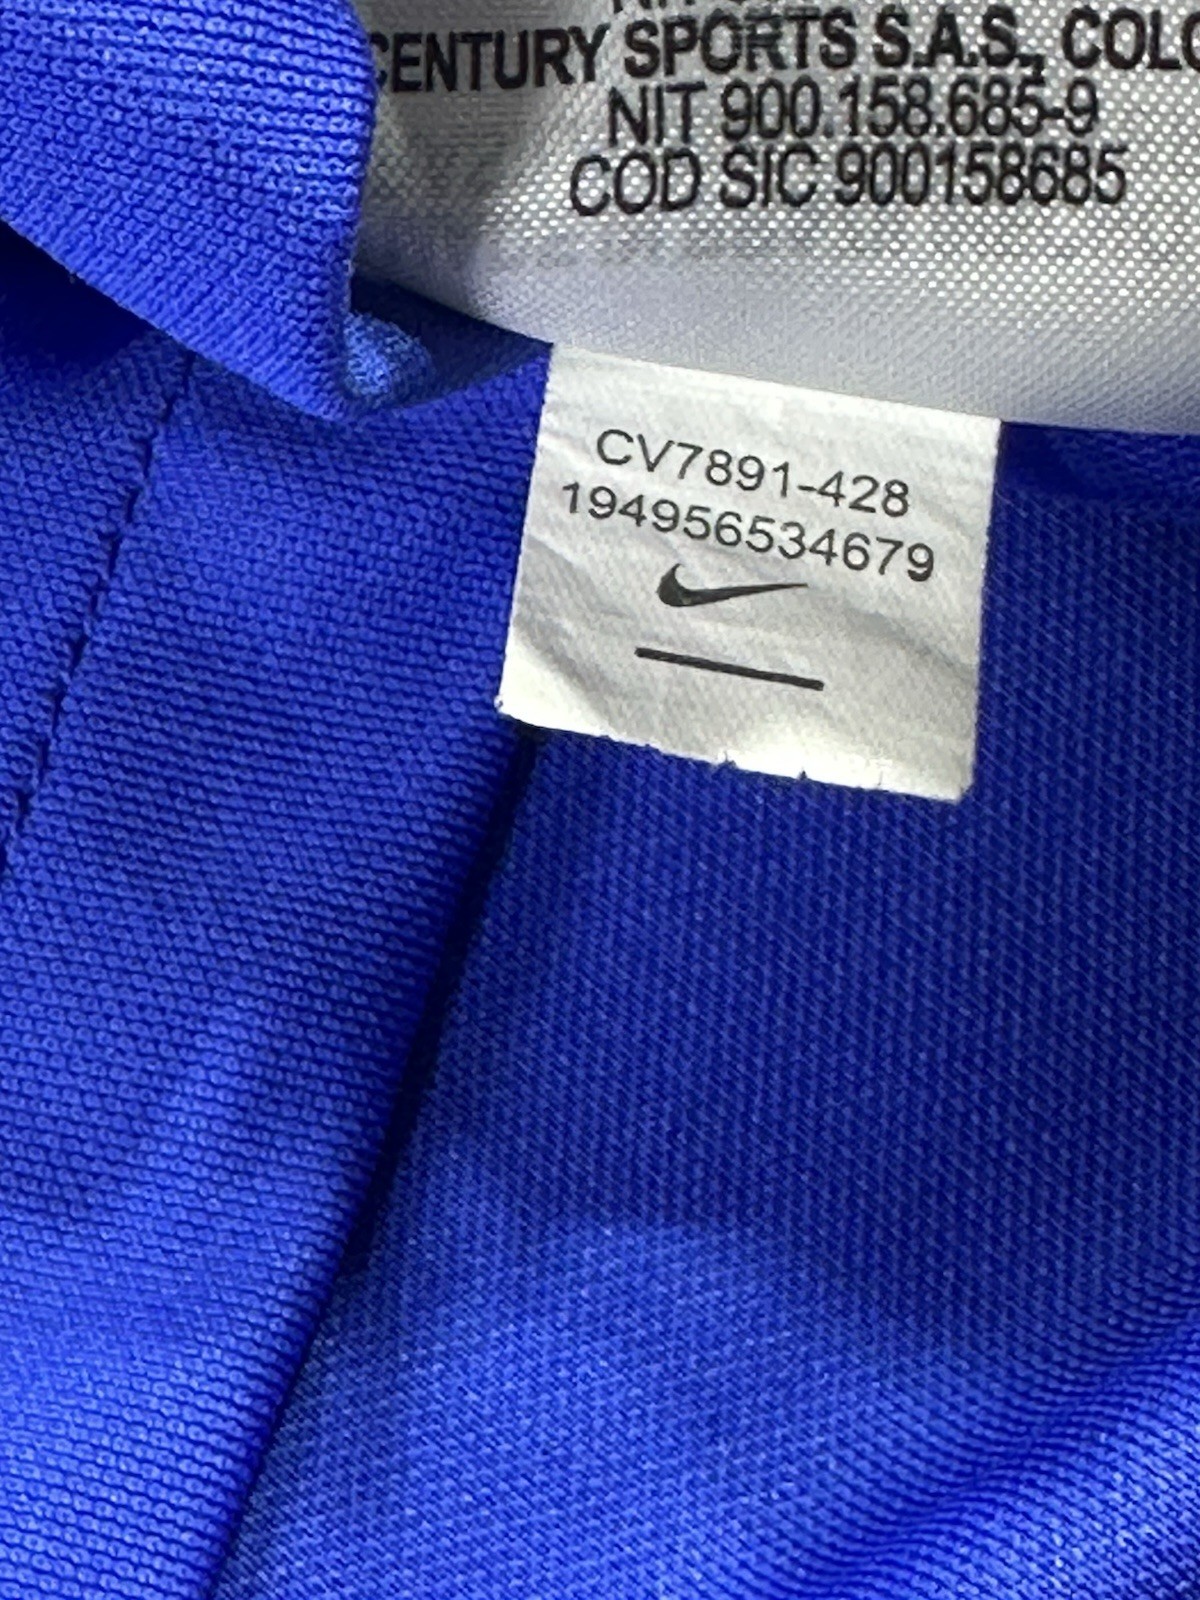 CENTURY SPORTS S.A.S., COLO
NIT 900.158.685-9
COD SIC 900158685
CV7891-428
194956534679